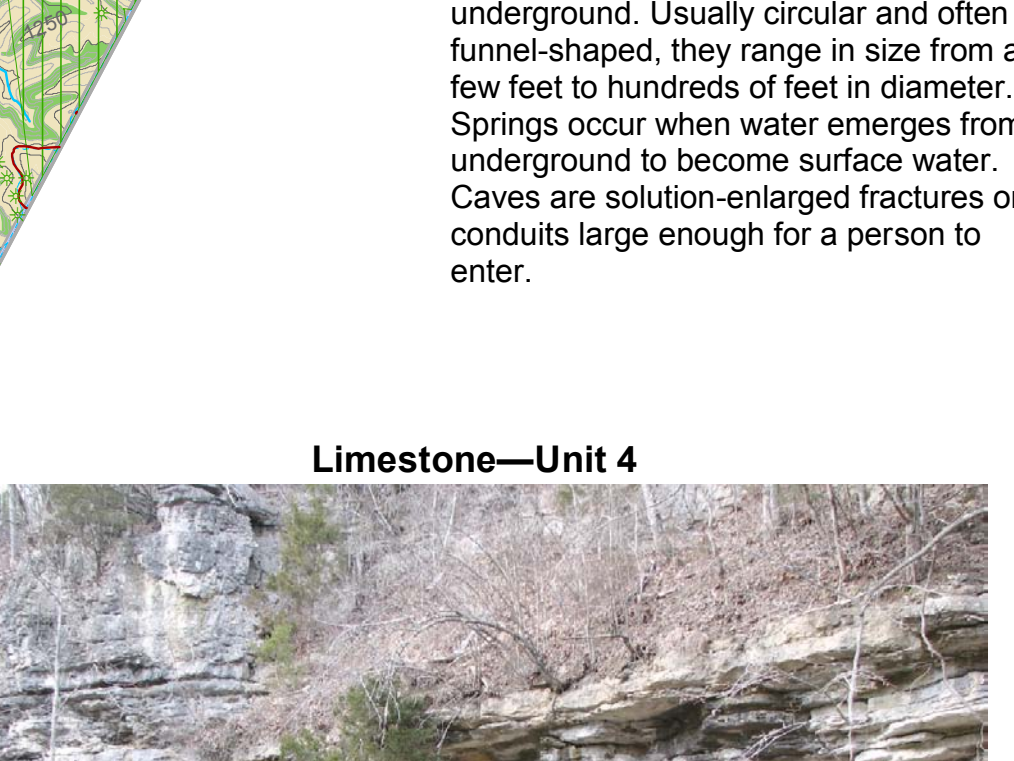 1250
underground. Usually circular and often
funnel-shaped, they range in size from a
few feet to hundreds of feet in diameter.
Springs occur when water emerges from
underground to become surface water.
Caves are solution-enlarged fractures or
conduits large enough for a person to
enter.
Limestone—Unit 4